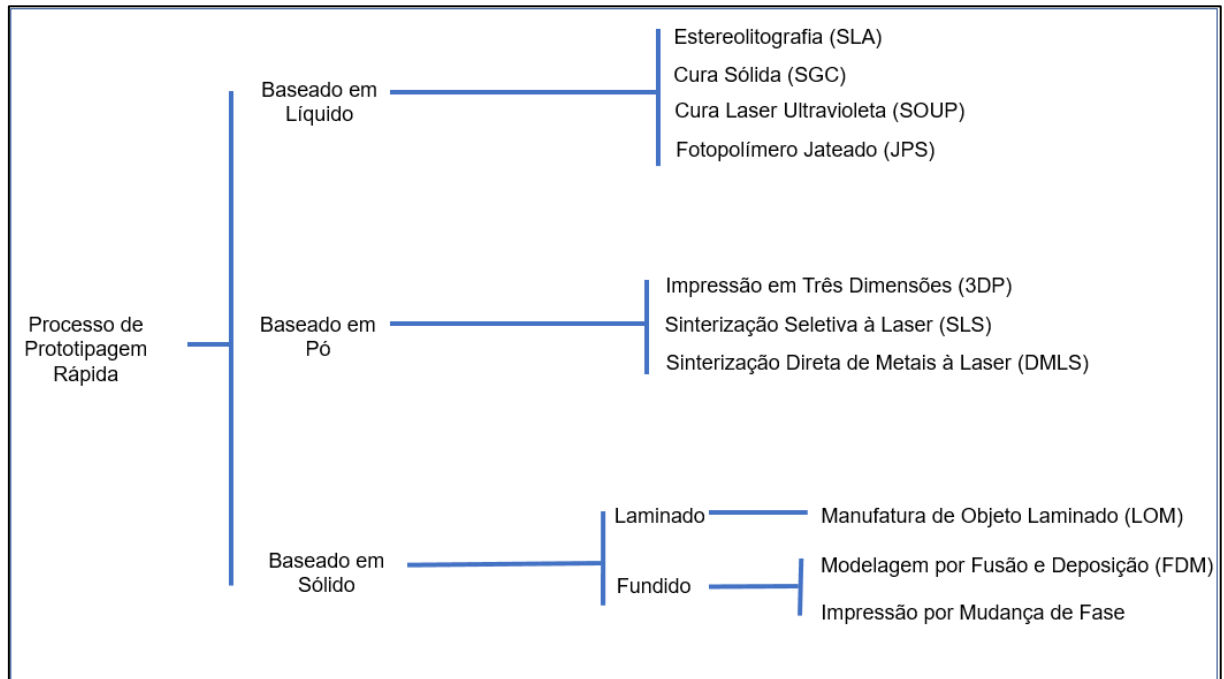 Processo de
Prototipagem
Rápida
Baseado em
Líquido
Estereolitografia (SLA)
Cura Sólida (SGC)
Cura Laser Ultravioleta (SOUP)
Fotopolímero Jateado (JPS)
Baseado em
Pó
Impressão em Três Dimensões (3DP)
Sinterização Seletiva à Laser (SLS)
Sinterização Direta de Metais à Laser (DMLS)
Baseado em
Sólido
Laminado
Manufatura de Objeto Laminado (LOM)
Fundido
Modelagem por Fusão e Deposição (FDM)
Impressão por Mudança de Fase